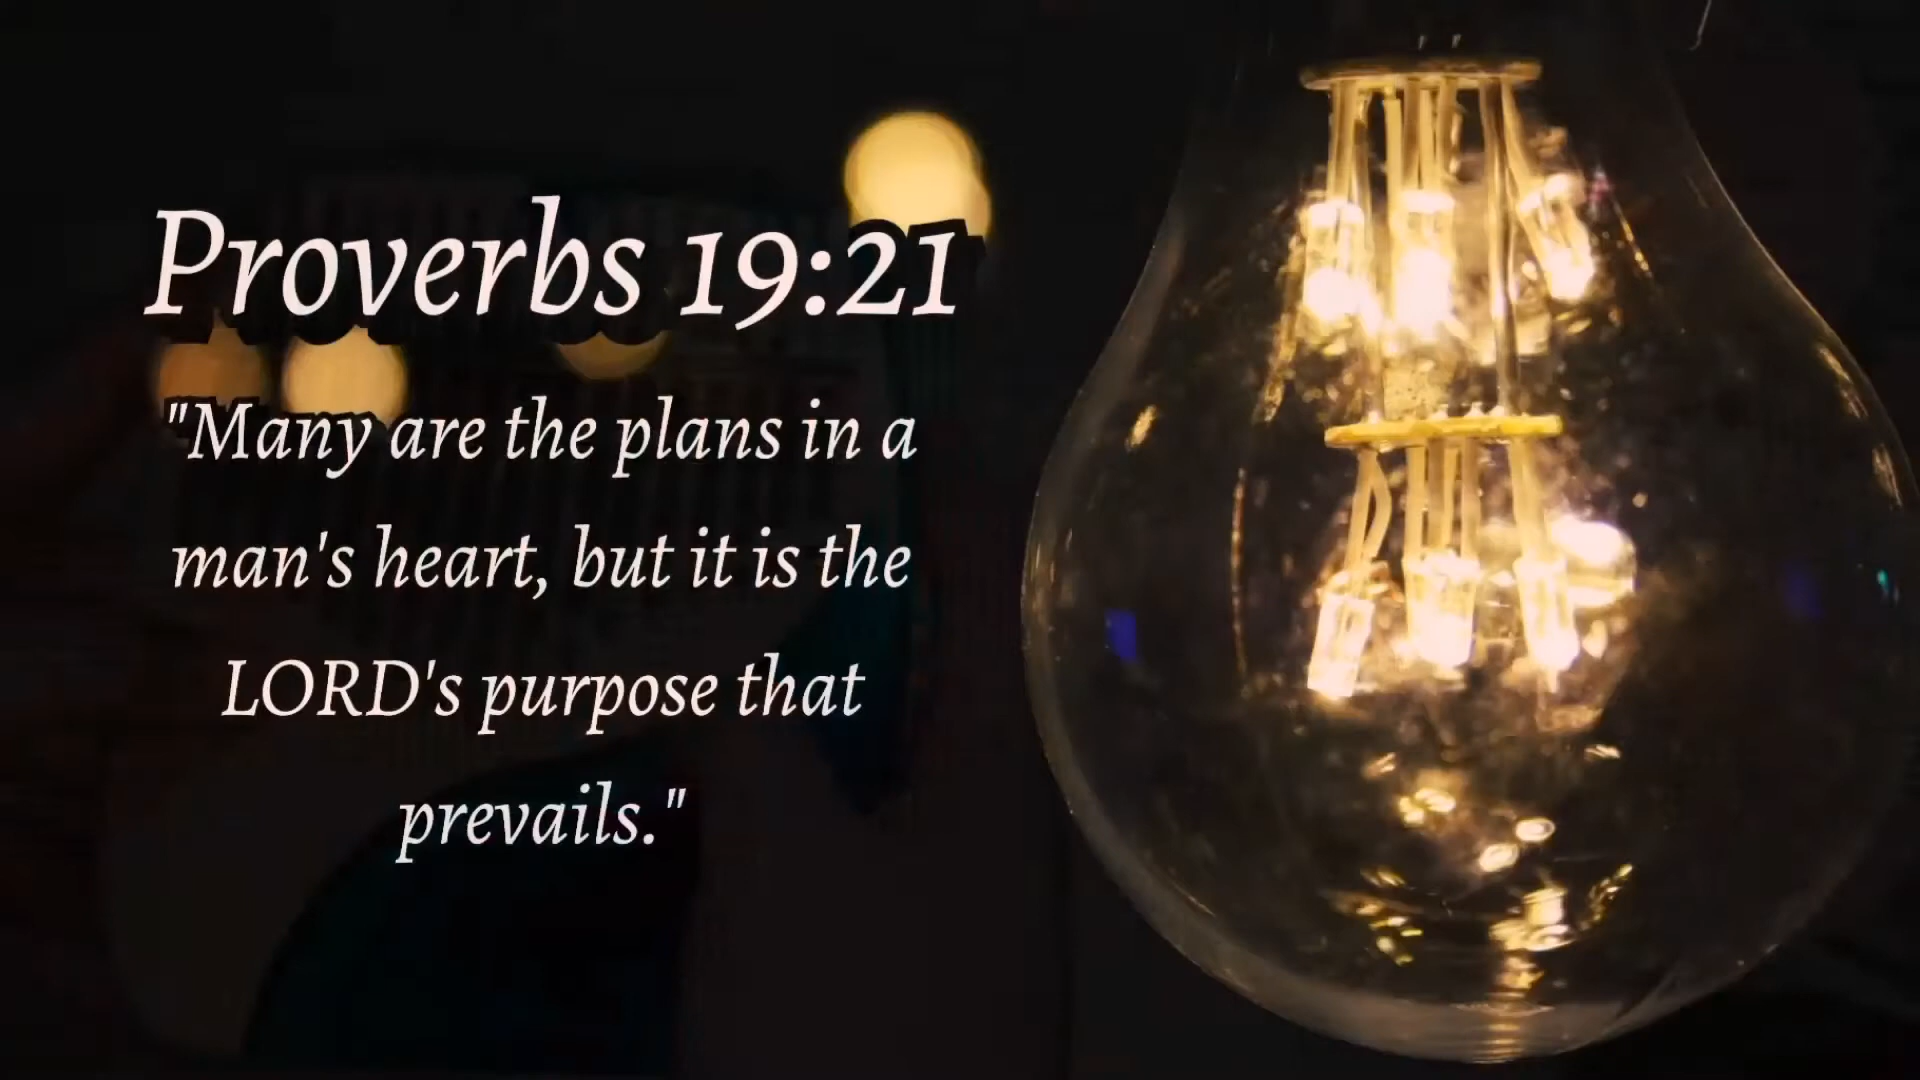 Proverbs 19:21
"Many are the plans in a
man's heart, but it is the
LORD's purpose that
prevails."